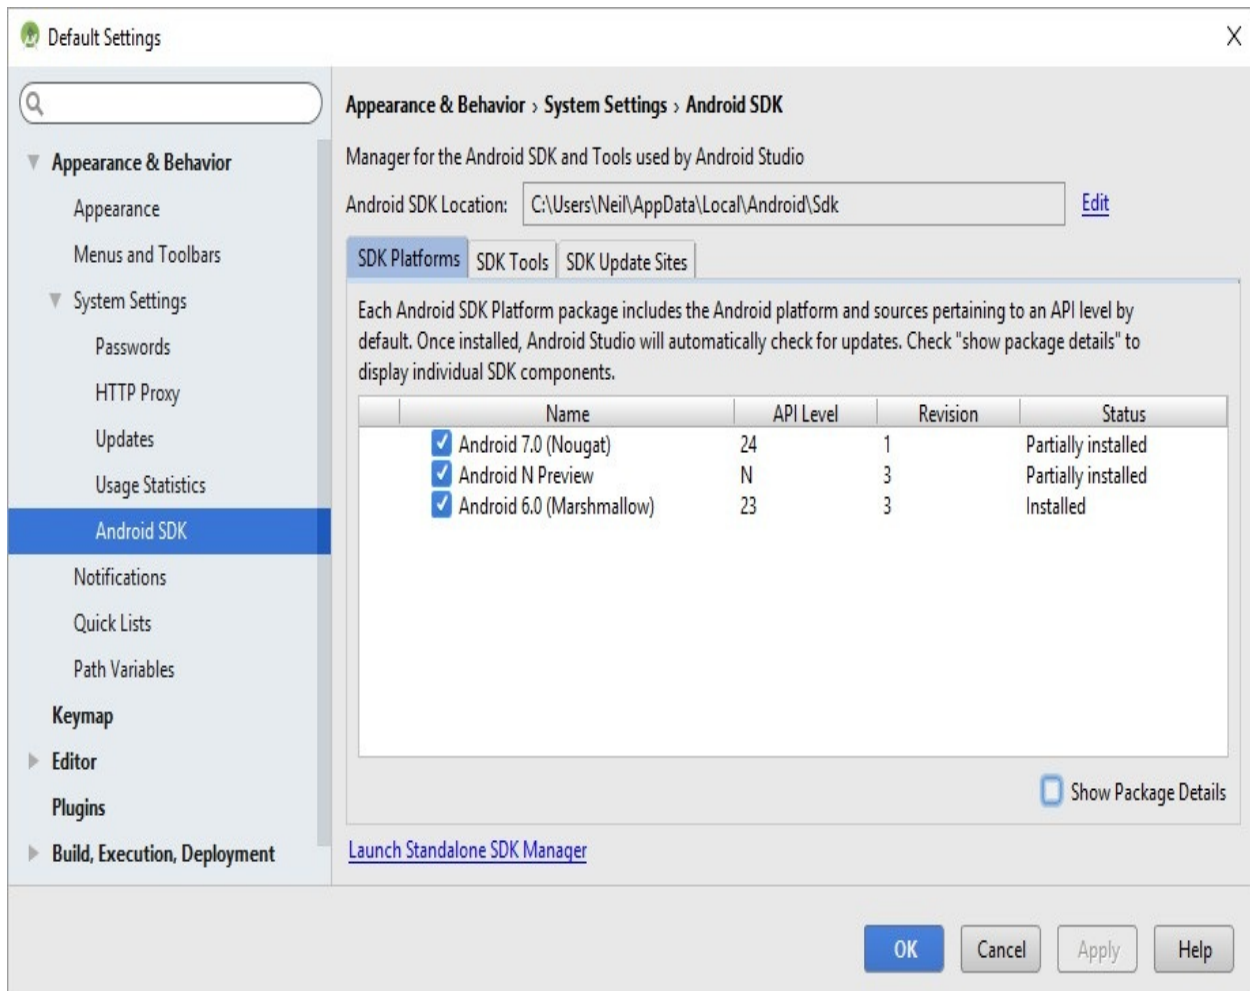 Default Settings
X
Appearance & Behavior
Appearance
Menus and Toolbars
System Settings
Passwords
HTTP Proxy
Updates
Usage Statistics
Android SDK
Notifications
Quick Lists
Path Variables
Keymap
Editor
Plugins
Build, Execution, Deployment
Appearance & Behavior › System Settings › Android SDK
Manager for the Android SDK and Tools used by Android Studio
Android SDK Location: C:\Users\Neil\AppData\Local\Android\Sdk Edit
SDK Platforms SDK Tools SDK Update Sites
Each Android SDK Platform package includes the Android platform and sources pertaining to an API level by
default. Once installed, Android Studio will automatically check for updates. Check "show package details" to
display individual SDK components.
Name API Level Revision Status
Android 7.0 (Nougat) 24 1 Partially installed
Android N Preview N 3 Partially installed
Android 6.0 (Marshmallow) 23 3 Installed
Show Package Details
Launch Standalone SDK Manager
OK Cancel Apply Help